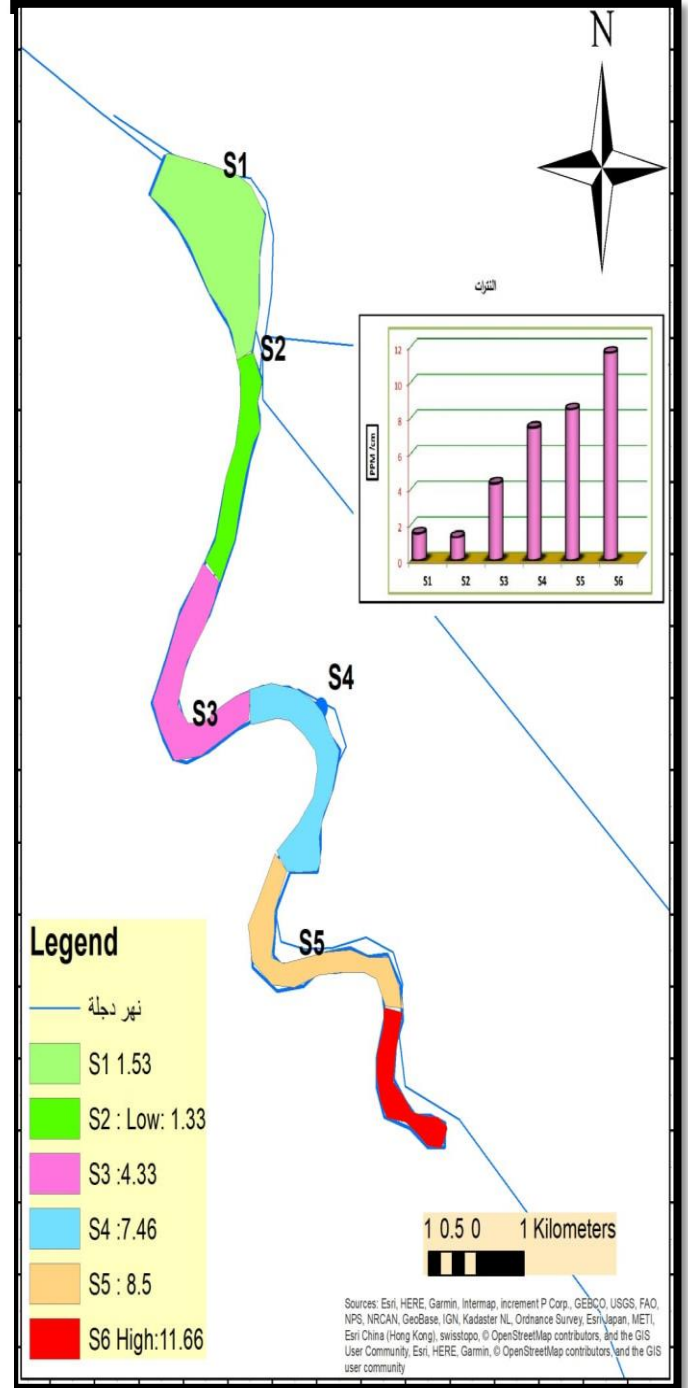 N
S1
S2
النترات
PPM /cm
12
10
8
6
4
2
0
S1 S2 S3 S4 S5 S6
S4
S3
S5
Legend
نهر دجلة
S1 1.53
S2 : Low: 1.33
S3 :4.33
S4 :7.46
S5 : 8.5
S6 High:11.66
1 0.5 0 1 Kilometers
Sources: Esri, HERE, Garmin, Intermap, increment P Corp., GEBCO, USGS, FAO,
NPS, NRCAN, GeoBase, IGN, Kadaster NL, Ordnance Survey, Esri Japan, METI,
Esri China (Hong Kong), swisstopo, © OpenStreetMap contributors, and the GIS
User Community, Esri, HERE, Garmin, © OpenStreetMap contributors, and the GIS
user community